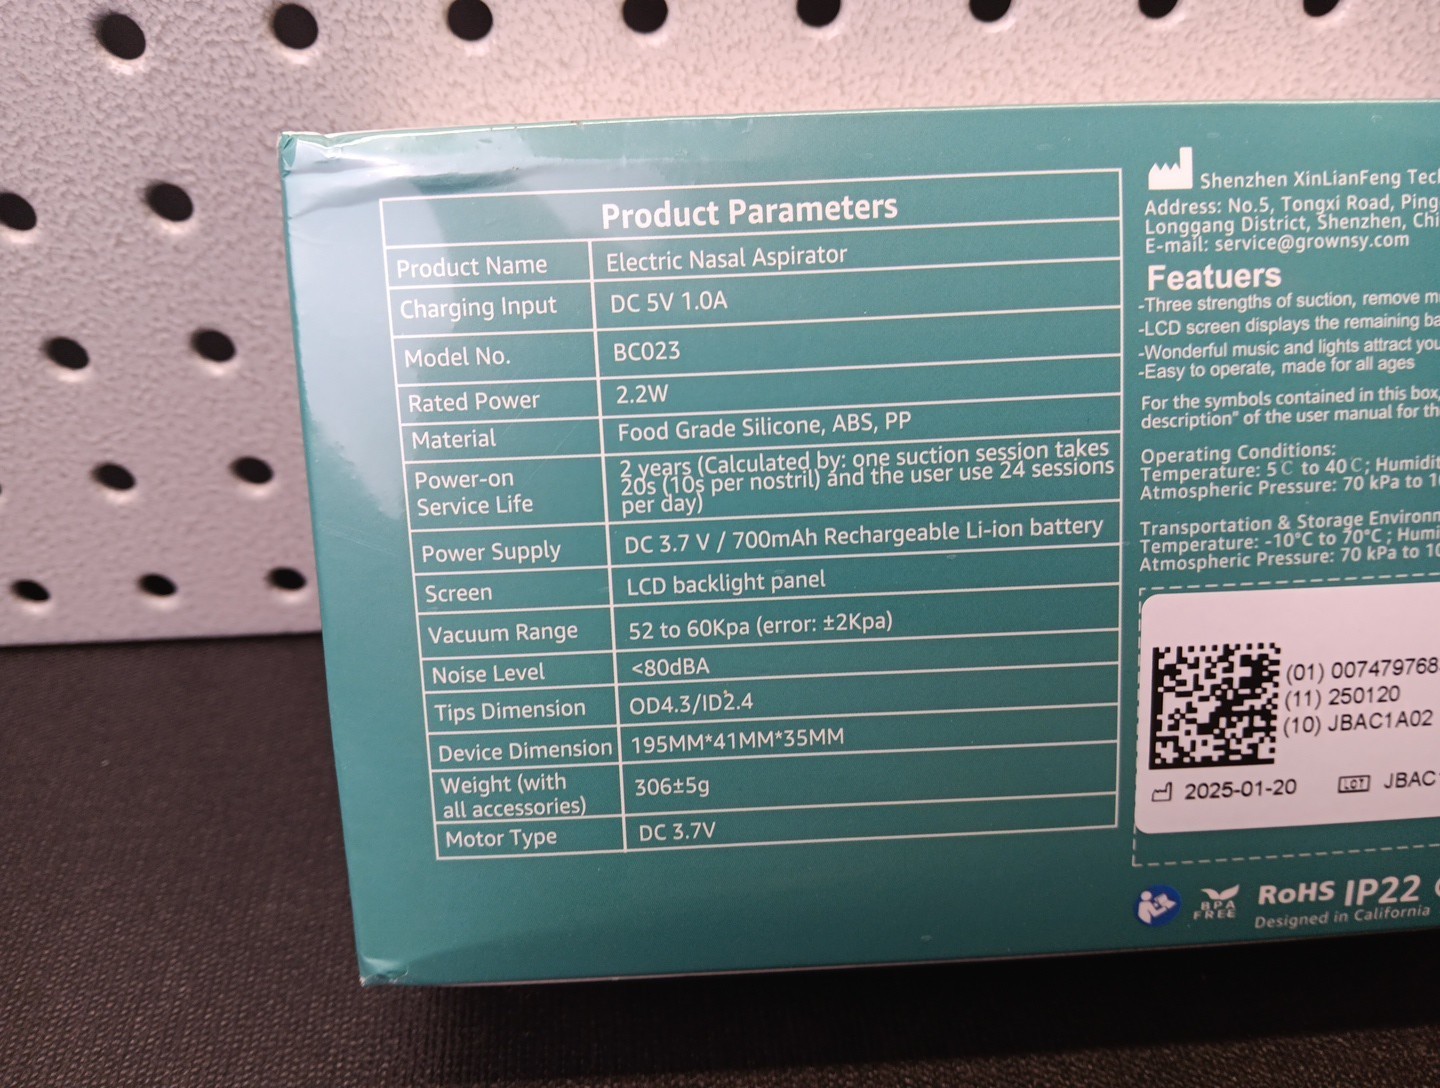 Product Parameters
Product Name Electric Nasal Aspirator
Charging Input DC 5V 1.0A
Model No. BC023
Rated Power 2.2W
Material Food Grade Silicone, ABS, PP
Power-on
Service Life
2 years (Calculated by: one suction session takes
20s (10s per nostril) and the user use 24 sessions
per day)
Power Supply DC 3.7 V / 700mAh Rechargeable Li-ion battery
Screen LCD backlight panel
Vacuum Range 52 to 60Kpa (error: ±2Kpa)
Noise Level <80dBA
Tips Dimension OD4.3/ID2.4
Device Dimension 195MM*41MM*35MM
Weight (with
all accessories)
306±5g
Motor Type DC 3.7V
Shenzhen XinLianFeng
Address: No.5, Tongxi Road,
Longgang District, Shenzhen,
E-mail: service@grownsy.com
Featuers
-Three strengths of suction, remove
-LCD screen displays the remaining
-Wonderful music and lights attract
-Easy to operate, made for all ages
For the symbols contained in this box,
description" of the user manual for
Operating Conditions:
Temperature: 5℃ to 40℃;
Atmospheric Pressure: 70 kPa to
Transportation & Storage
Temperature: -10°C to 70°C ;
Atmospheric Pressure: 70 kPa to
(01) 007479768
(11) 250120
(10) JBAC1A02
2025-01-20 LOT JBAC
BPA
FREE
RoHS IP22
Designed in California